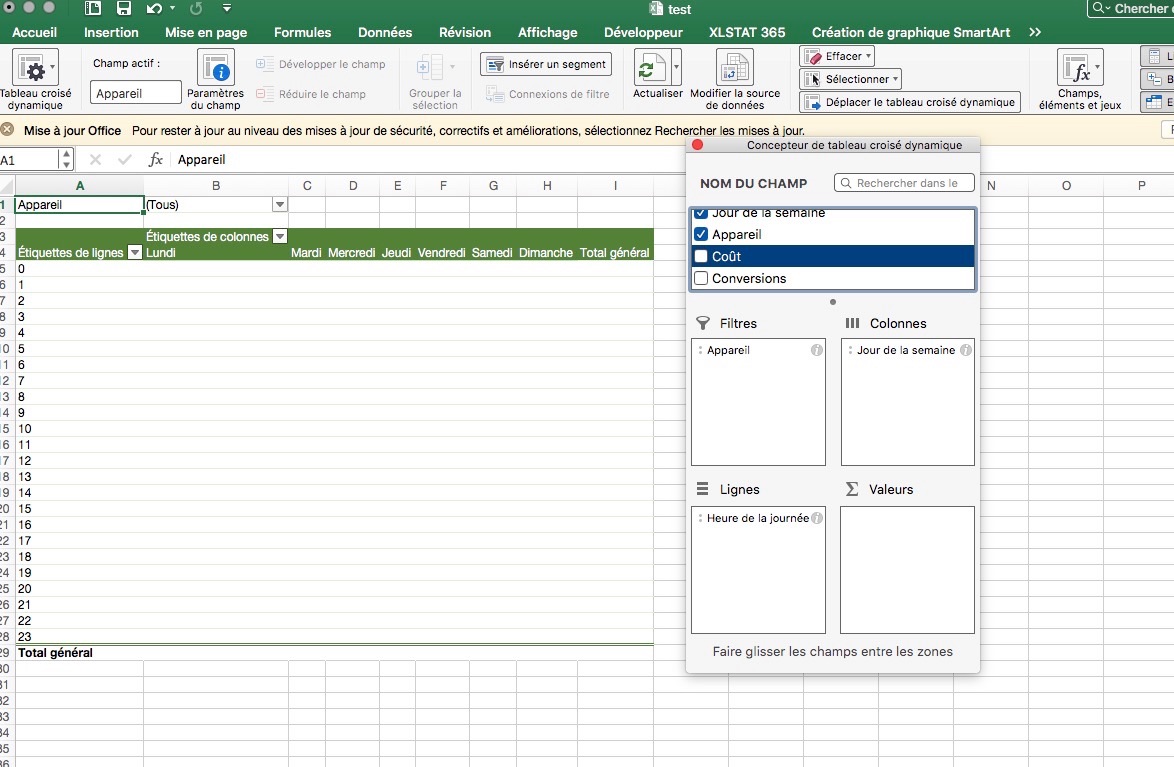 test
Chercher
Accueil Insertion Mise en page Formules Données Révision Affichage Développeur XLSTAT 365 Création de graphique SmartArt >>
Tableau croisé dynamique
Champ actif :
Appareil
Paramètres du champ
Développer le champ
Réduire le champ
Grouper la sélection
Insérer un segment
Connexions de filtre
Actualiser
Modifier la source de données
Effacer
Sélectionner
Déplacer le tableau croisé dynamique
Champs, éléments et jeux
Mise à jour Office Pour rester à jour au niveau des mises à jour de sécurité, correctifs et améliorations, sélectionnez Rechercher les mises à jour.
A1 fx Appareil
A B C D E F G H I N O P
1 Appareil (Tous)
2
3 Étiquettes de colonnes
4 Étiquettes de lignes Lundi Mardi Mercredi Jeudi Vendredi Samedi Dimanche Total général
5 0
6 1
7 2
8 3
9 4
10 5
11 6
12 7
13 8
14 9
15 10
16 11
17 12
18 13
19 14
20 15
21 16
22 17
23 18
24 19
25 20
26 21
27 22
28 23
29 Total général
30
31
32
33
34
35
36
Concepteur de tableau croisé dynamique
NOM DU CHAMP
Rechercher dans le
Jour de la semaine
Appareil
Coût
Conversions
Filtres
Colonnes
Appareil
Jour de la semaine
Lignes
Valeurs
Heure de la journée
Faire glisser les champs entre les zones